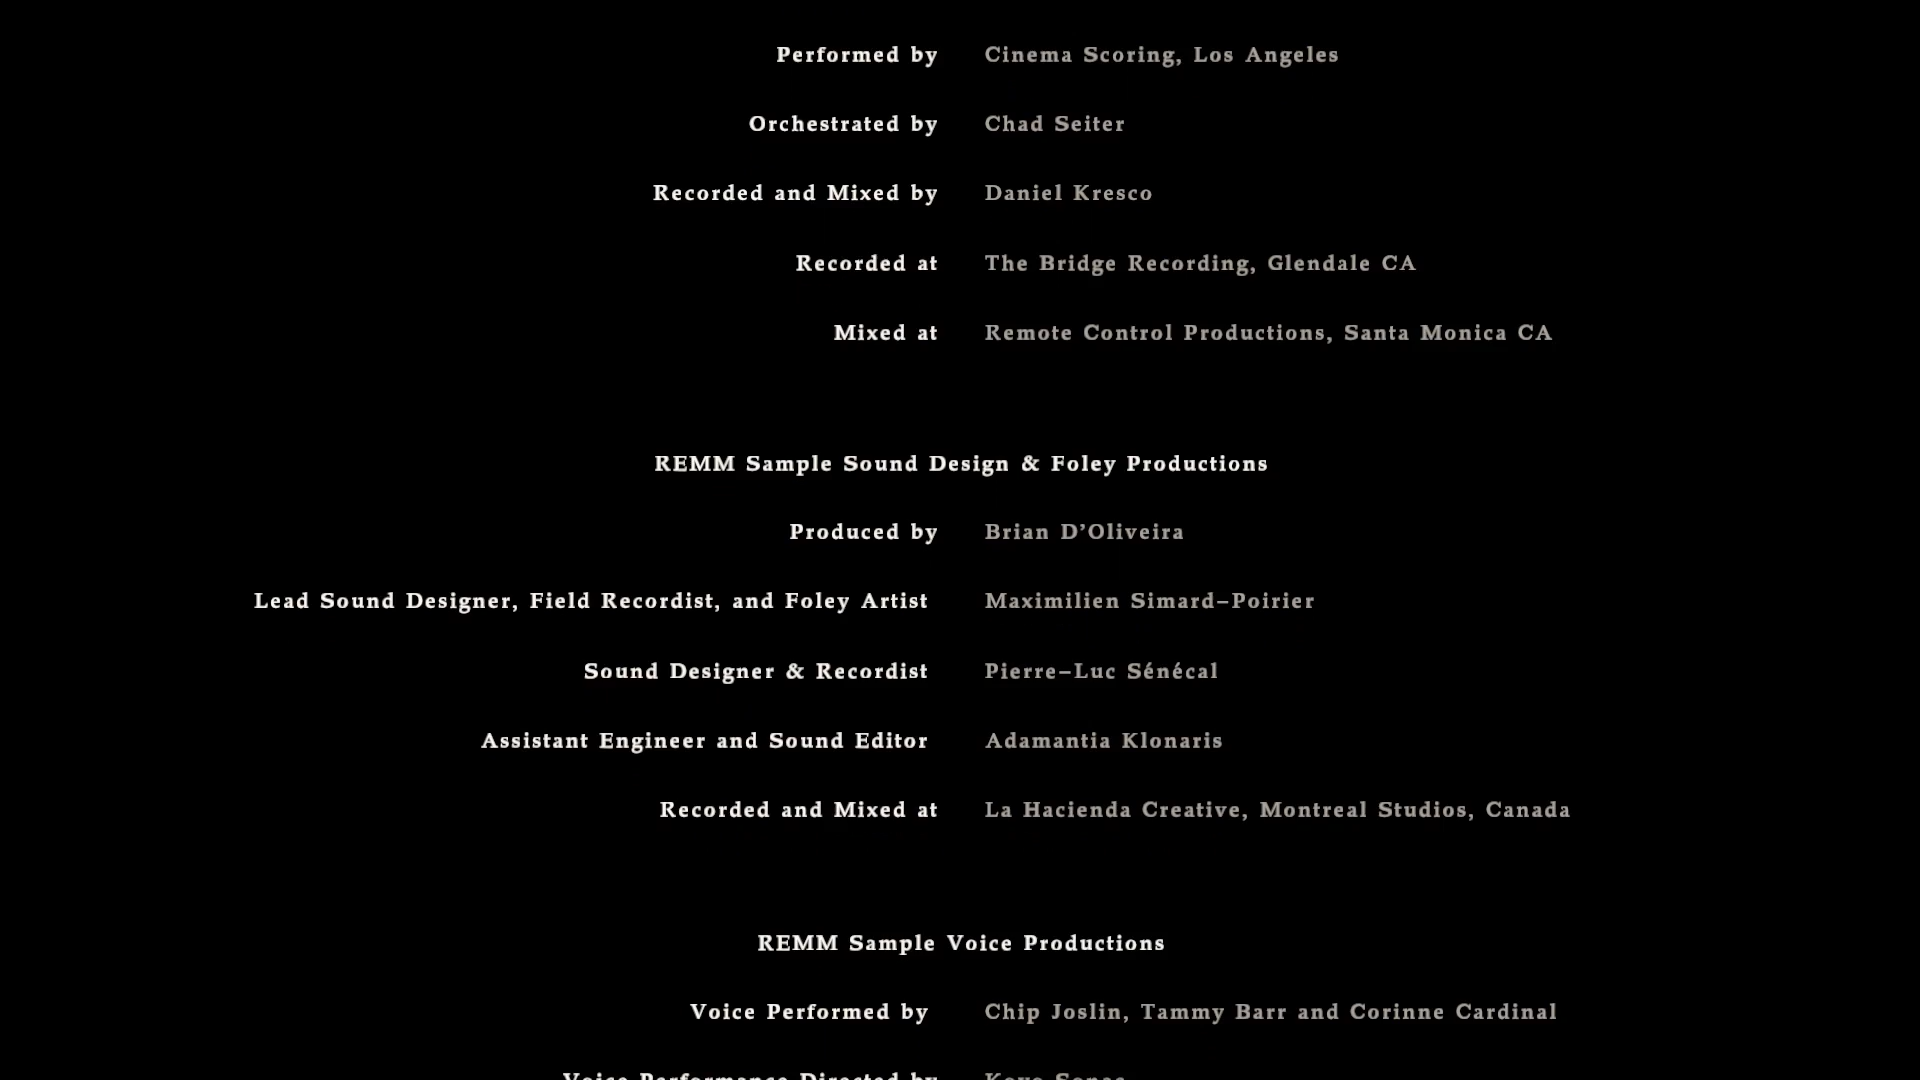 Performed by Cinema Scoring, Los Angeles
Orchestrated by Chad Seiter
Recorded and Mixed by Daniel Kresco
Recorded at The Bridge Recording, Glendale CA
Mixed at Remote Control Productions, Santa Monica CA
REMM Sample Sound Design & Foley Productions
Produced by Brian D’Oliveira
Lead Sound Designer, Field Recordist, and Foley Artist Maximilien Simard–Poirier
Sound Designer & Recordist Pierre–Luc Sénécal
Assistant Engineer and Sound Editor Adamantia Klonaris
Recorded and Mixed at La Hacienda Creative, Montreal Studios, Canada
REMM Sample Voice Productions
Voice Performed by Chip Joslin, Tammy Barr and Corinne Cardinal
Voice Performance Directed by